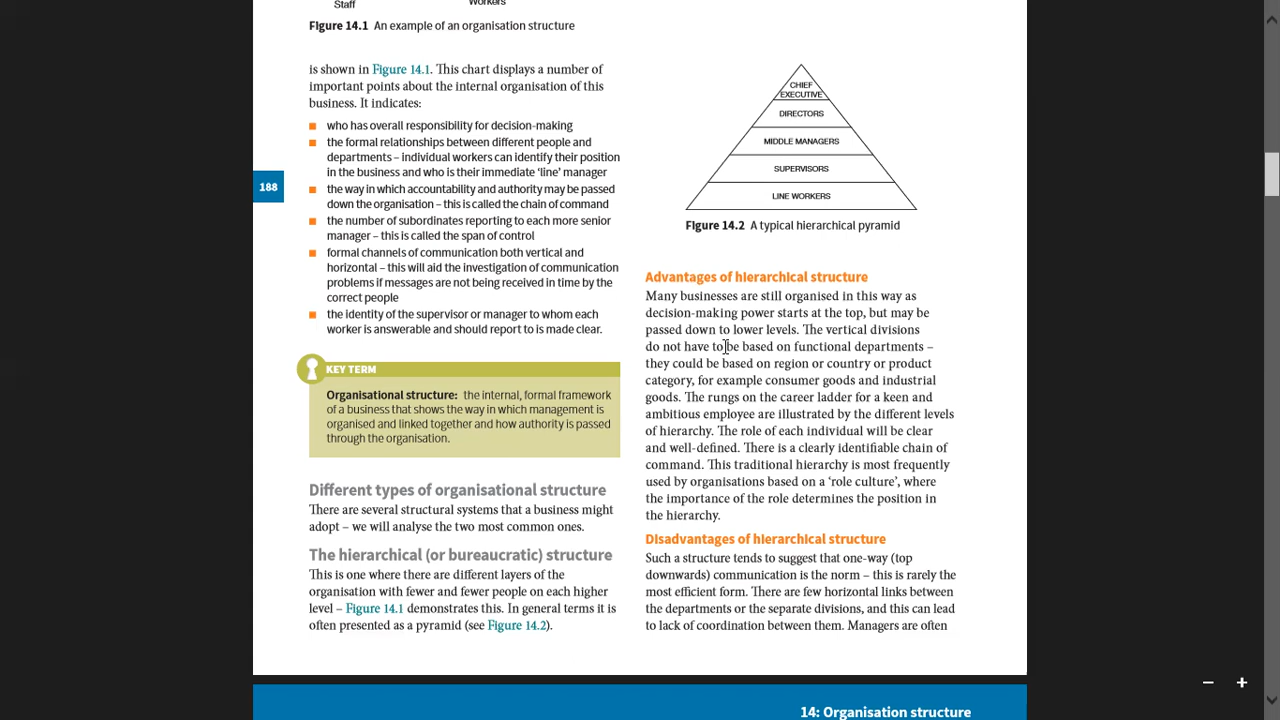 Staff
Workers
Figure 14.1 An example of an organisation structure
is shown in Figure 14.1. This chart displays a number of
important points about the internal organisation of this
business. It indicates:
who has overall responsibility for decision-making
the formal relationships between different people and
departments – individual workers can identify their position
in the business and who is their immediate ‘line’ manager
the way in which accountability and authority may be passed
down the organisation – this is called the chain of command
the number of subordinates reporting to each more senior
manager – this is called the span of control
formal channels of communication both vertical and
horizontal – this will aid the investigation of communication
problems if messages are not being received in time by the
correct people
the identity of the supervisor or manager to whom each
worker is answerable and should report to is made clear.
188
KEY TERM
Organisational structure: the internal, formal framework
of a business that shows the way in which management is
organised and linked together and how authority is passed
through the organisation.
Different types of organisational structure
There are several structural systems that a business might
adopt – we will analyse the two most common ones.
The hierarchical (or bureaucratic) structure
This is one where there are different layers of the
organisation with fewer and fewer people on each higher
level – Figure 14.1 demonstrates this. In general terms it is
often presented as a pyramid (see Figure 14.2).
CHIEF
EXECUTIVE
DIRECTORS
MIDDLE MANAGERS
SUPERVISORS
LINE WORKERS
Figure 14.2 A typical hierarchical pyramid
Advantages of hierarchical structure
Many businesses are still organised in this way as
decision-making power starts at the top, but may be
passed down to lower levels. The vertical divisions
do not have to be based on functional departments –
they could be based on region or country or product
category, for example consumer goods and industrial
goods. The rungs on the career ladder for a keen and
ambitious employee are illustrated by the different levels
of hierarchy. The role of each individual will be clear
and well-defined. There is a clearly identifiable chain of
command. This traditional hierarchy is most frequently
used by organisations based on a ‘role culture’, where
the importance of the role determines the position in
the hierarchy.
Disadvantages of hierarchical structure
Such a structure tends to suggest that one-way (top
downwards) communication is the norm – this is rarely the
most efficient form. There are few horizontal links between
the departments or the separate divisions, and this can lead
to lack of coordination between them. Managers are often
14: Organisation structure